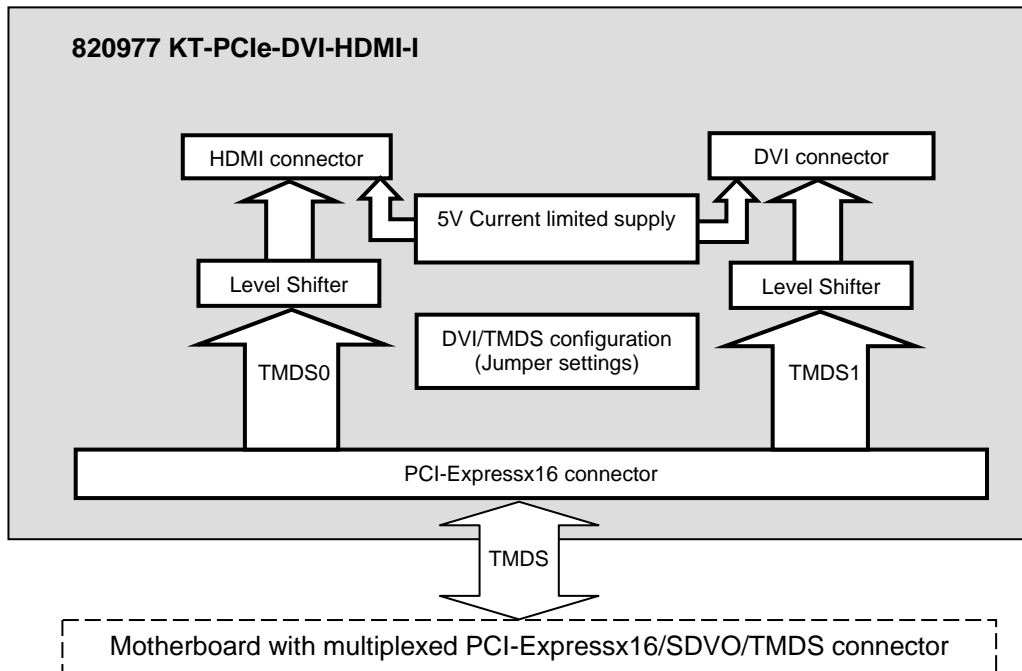 820977 KT-PCIe-DVI-HDMI-I
HDMI connector
DVI connector
5V Current limited supply
Level Shifter
Level Shifter
DVI/TMDS configuration
(Jumper settings)
TMDS0
TMDS1
PCI-Expressx16 connector
TMDS
Motherboard with multiplexed PCI-Expressx16/SDVO/TMDS connector